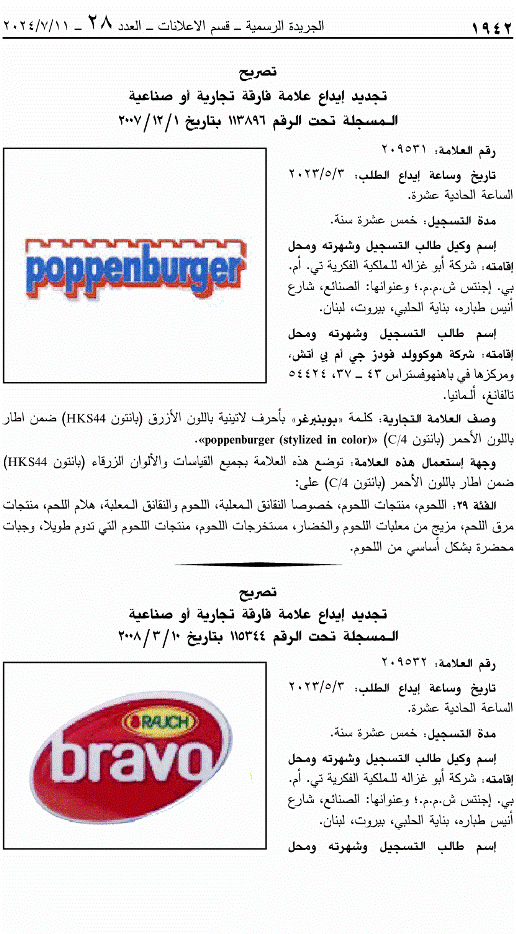 ١٩٤٢ الجريدة الرسمية ــ قسم الاعلانات ــ العدد ٢٨ ــ ٢٠٢٤/٧/١١
تصريح
تجديد إيداع علامة فارقة تجارية أو صناعية
المسجلة تحت الرقم ١١٣٨٩٦ بتاريخ ٢٠٠٧/١٢/١
رقم العلامة: ٢٠٩٥٣١
تاريخ وساعة إيداع الطلب: ٢٠٢٣/٥/٣
الساعة الحادية عشرة.
مدة التسجيل: خمس عشرة سنة.
إسم وكيل طالب التسجيل وشهرته ومحل
إقامته: شركة أبو غزاله للملكية الفكرية تي. أم.
بي. إجنتس ش.م.م.؛ وعنوانها: الصنائع، شارع
أنيس طباره، بناية الحلبي، بيروت، لبنان.
إسم طالب التسجيل وشهرته ومحل
إقامته: شركة هوكوولد فودز جي أم بي أتش،
ومركزها في باهنهوفستراس ٤٣ ــ ٣٧، ٥٤٤٢٤
تالفانغ، ألمانيا.
poppenburger
وصف العلامة التجارية: كلمة «بوبنبرغر» بأحرف لاتينية باللون الأزرق (بانتون HKS44) ضمن اطار
باللون الأحمر (بانتون C/4) «poppenburger (stylized in color)».
وجهة إستعمال هذه العلامة: توضع هذه العلامة بجميع القياسات والألوان الزرقاء (بانتون HKS44)
ضمن اطار باللون الأحمر (بانتون C/4) على:
الفئة ٢٩: اللحوم، منتجات اللحوم، خصوصا النقانق المعلبة، اللحوم والنقانق المعلبة، هلام اللحم، منتجات
مرق اللحم، مزيج من معلبات اللحوم والخضار، مستخرجات اللحوم، منتجات اللحوم التي تدوم طويلا، وجبات
محضرة بشكل أساسي من اللحوم.
تصريح
تجديد إيداع علامة فارقة تجارية أو صناعية
المسجلة تحت الرقم ١١٥٣٤٤ بتاريخ ٢٠٠٨/٣/١٠
رقم العلامة: ٢٠٩٥٣٢
تاريخ وساعة إيداع الطلب: ٢٠٢٣/٥/٣
الساعة الحادية عشرة.
مدة التسجيل: خمس عشرة سنة.
إسم وكيل طالب التسجيل وشهرته ومحل
إقامته: شركة أبو غزاله للملكية الفكرية تي. أم.
بي. إجنتس ش.م.م.؛ وعنوانها: الصنائع، شارع
أنيس طباره، بناية الحلبي، بيروت، لبنان.
إسم طالب التسجيل وشهرته ومحل
RAUCH
bravo